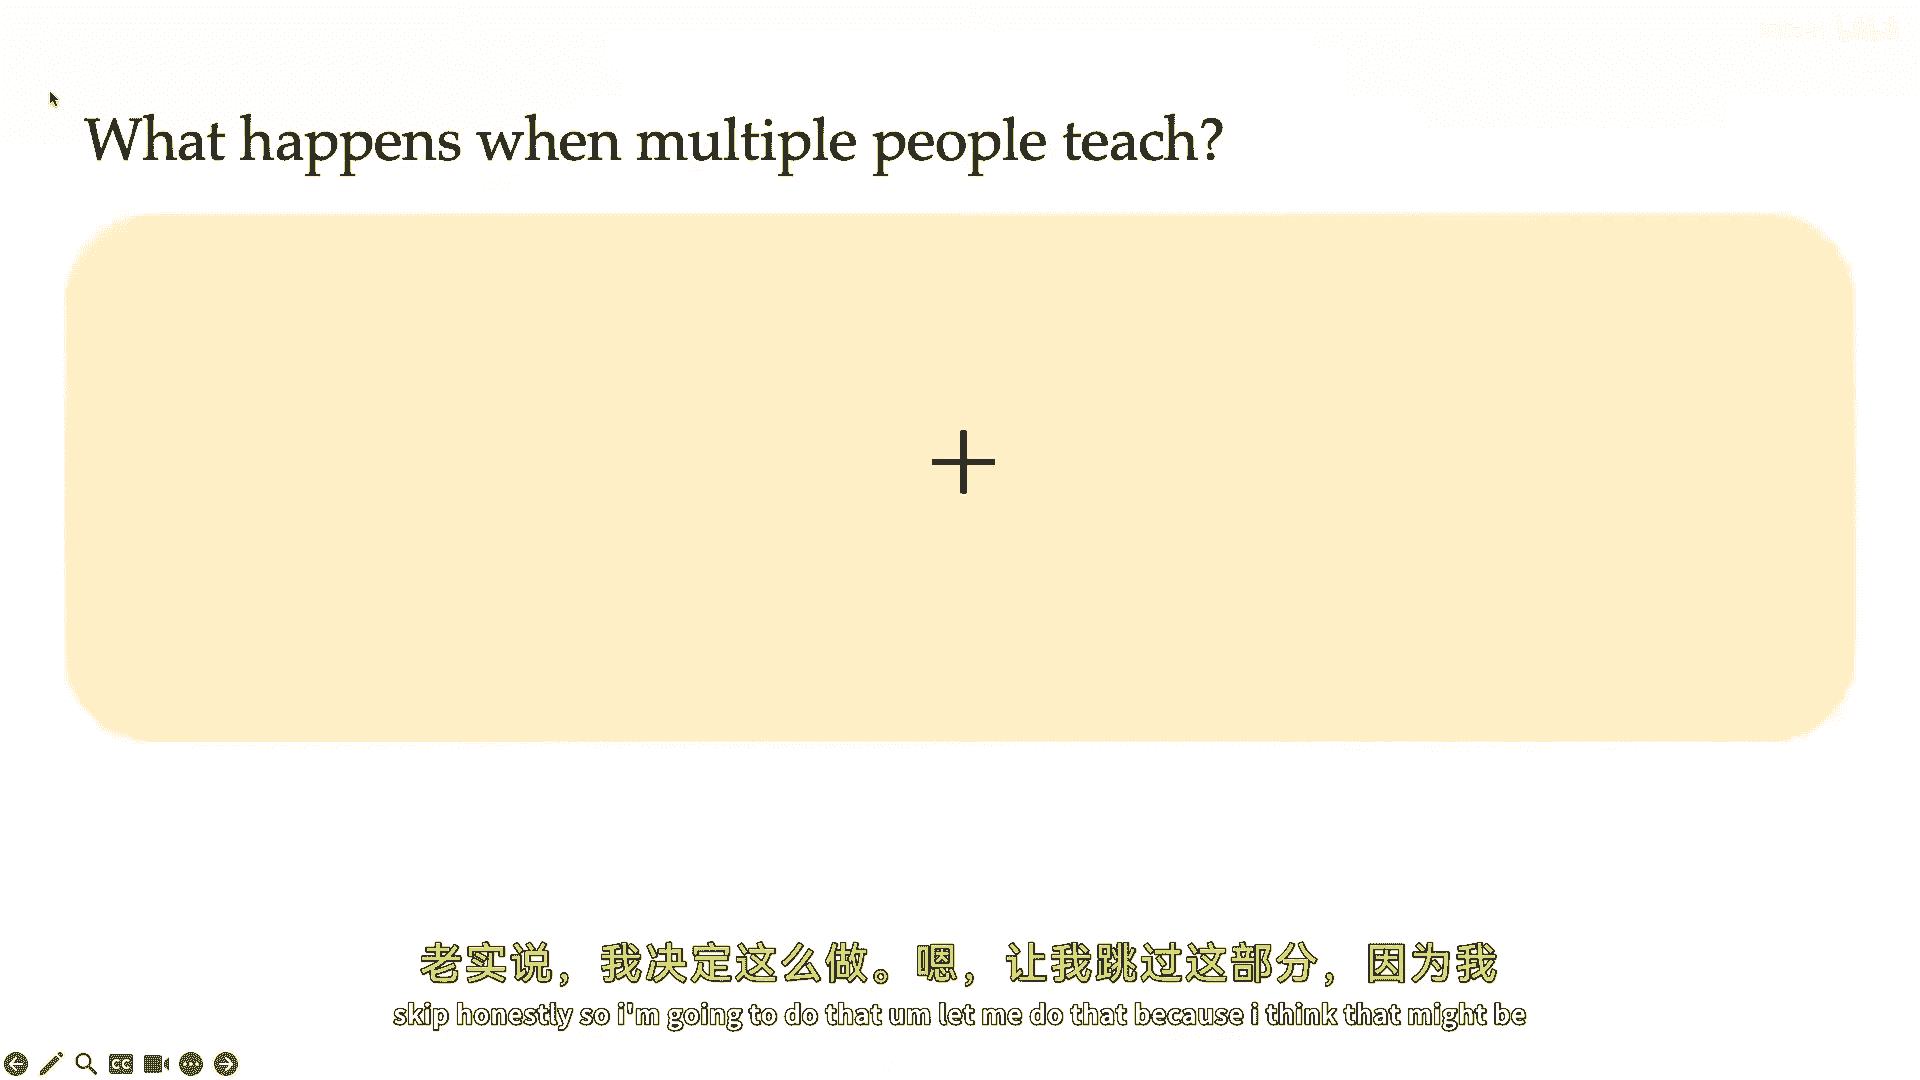 What happens when multiple people teach?
老实说，我决定这么做。嗯，让我跳过这部分，因为我
skip honestly so i'm going to do that um let me do that because i think that might be
CC